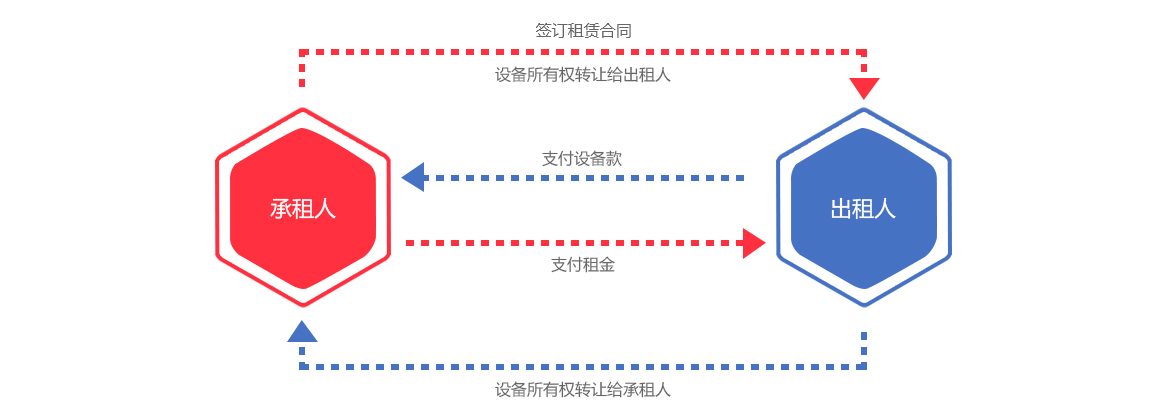 签订租赁合同
设备所有权转让给出租人
支付设备款
承租人
出租人
支付租金
设备所有权转让给承租人